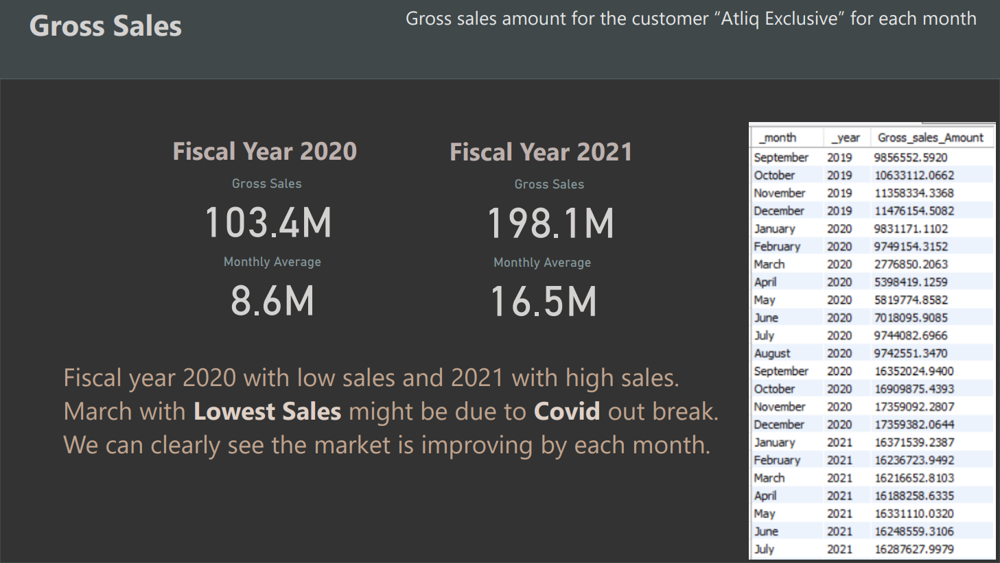 Gross Sales
Gross sales amount for the customer “Atliq Exclusive” for each month
Fiscal Year 2020
Gross Sales
103.4M
Monthly Average
8.6M
Fiscal Year 2021
Gross Sales
198.1M
Monthly Average
16.5M
Fiscal year 2020 with low sales and 2021 with high sales.
March with Lowest Sales might be due to Covid out break.
We can clearly see the market is improving by each month.
_month _year Gross_sales_Amount
September 2019 9856552.5920
October 2019 10633112.0662
November 2019 11358334.3368
December 2019 11476154.5082
January 2020 9831171.1102
February 2020 9749154.3152
March 2020 2776850.2063
April 2020 5398419.1259
May 2020 5819774.8582
June 2020 7018095.9085
July 2020 9744082.6966
August 2020 9742551.3470
September 2020 16352024.9400
October 2020 16909875.4393
November 2020 17359092.2807
December 2020 17359382.0644
January 2021 16371539.2387
February 2021 16236723.9492
March 2021 16216652.8103
April 2021 16188258.6335
May 2021 16331110.0320
June 2021 16248559.3106
July 2021 16287627.9979